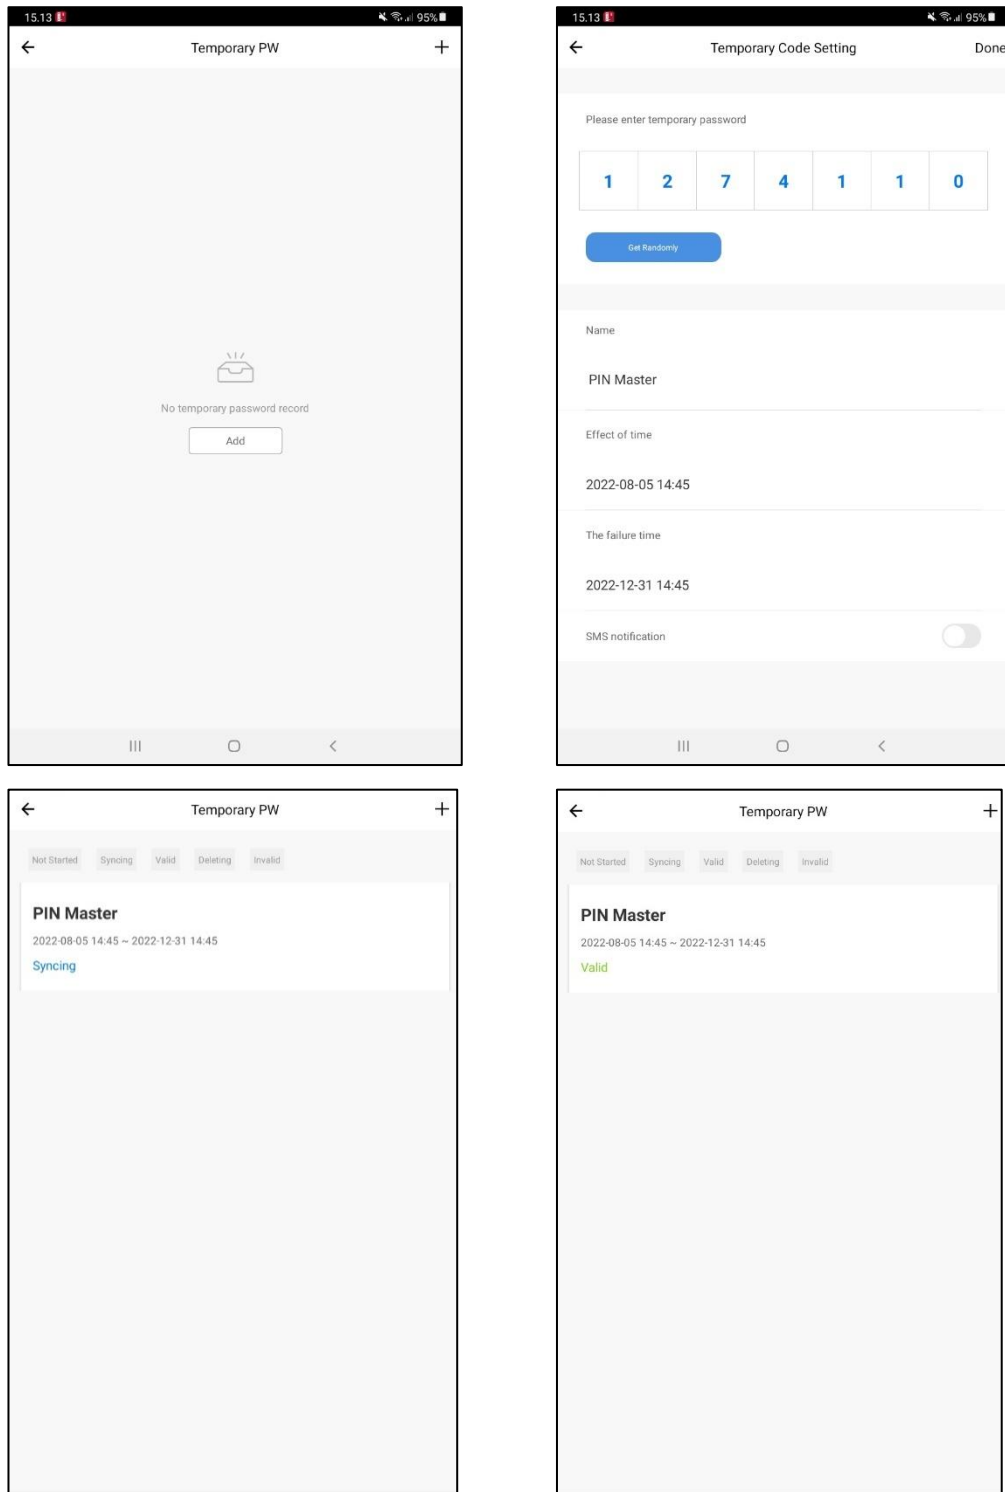 15.13
95%
Temporary PW
No temporary password record
Add
15.13
95%
Temporary Code Setting
Done
Please enter temporary password
1 2 7 4 1 1 0
Get Randomly
Name
PIN Master
Effect of time
2022-08-05 14:45
The failure time
2022-12-31 14:45
SMS notification
Temporary PW
Not Started Syncing Valid Deleting Invalid
PIN Master
2022-08-05 14:45 ~ 2022-12-31 14:45
Syncing
Temporary PW
Not Started Syncing Valid Deleting Invalid
PIN Master
2022-08-05 14:45 ~ 2022-12-31 14:45
Valid